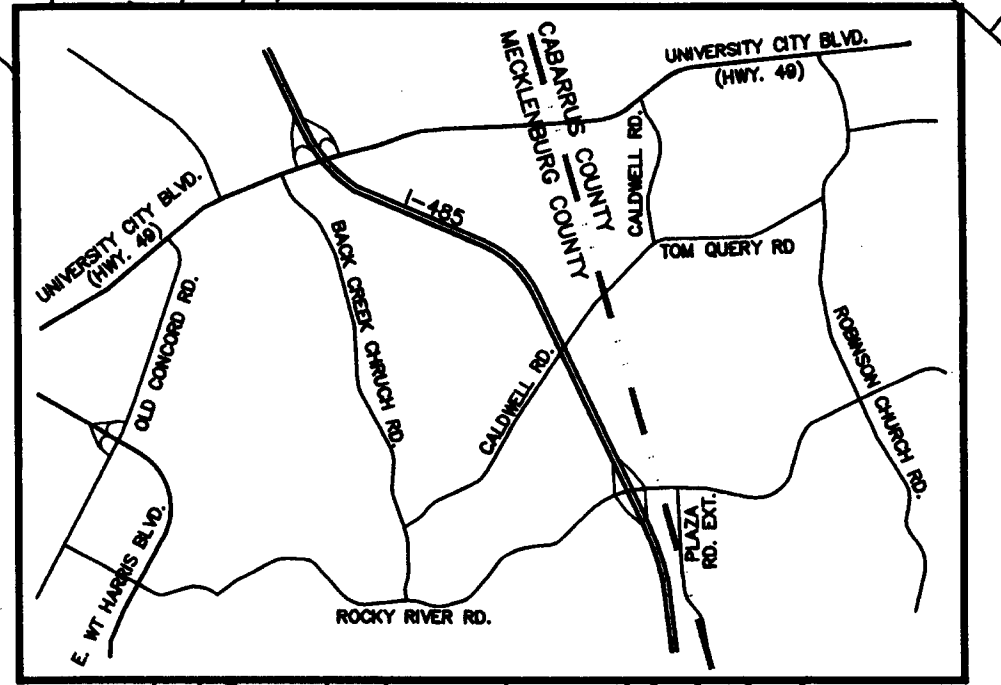 CABARRUS COUNTY
MECKLENBURG COUNTY
UNIVERSITY CITY BLVD.
(HWY. 49)
CALDWELL RD.
I-485
UNIVERSITY CITY BLVD.
(HWY. 49)
TOM QUERY RD
BACK CREEK CHRUCH RD.
OLD CONCORD RD.
ROBINSON CHURCH RD.
CALDWELL RD.
PLAZA
RD. EXT.
E. WT HARRIS BLVD.
ROCKY RIVER RD.